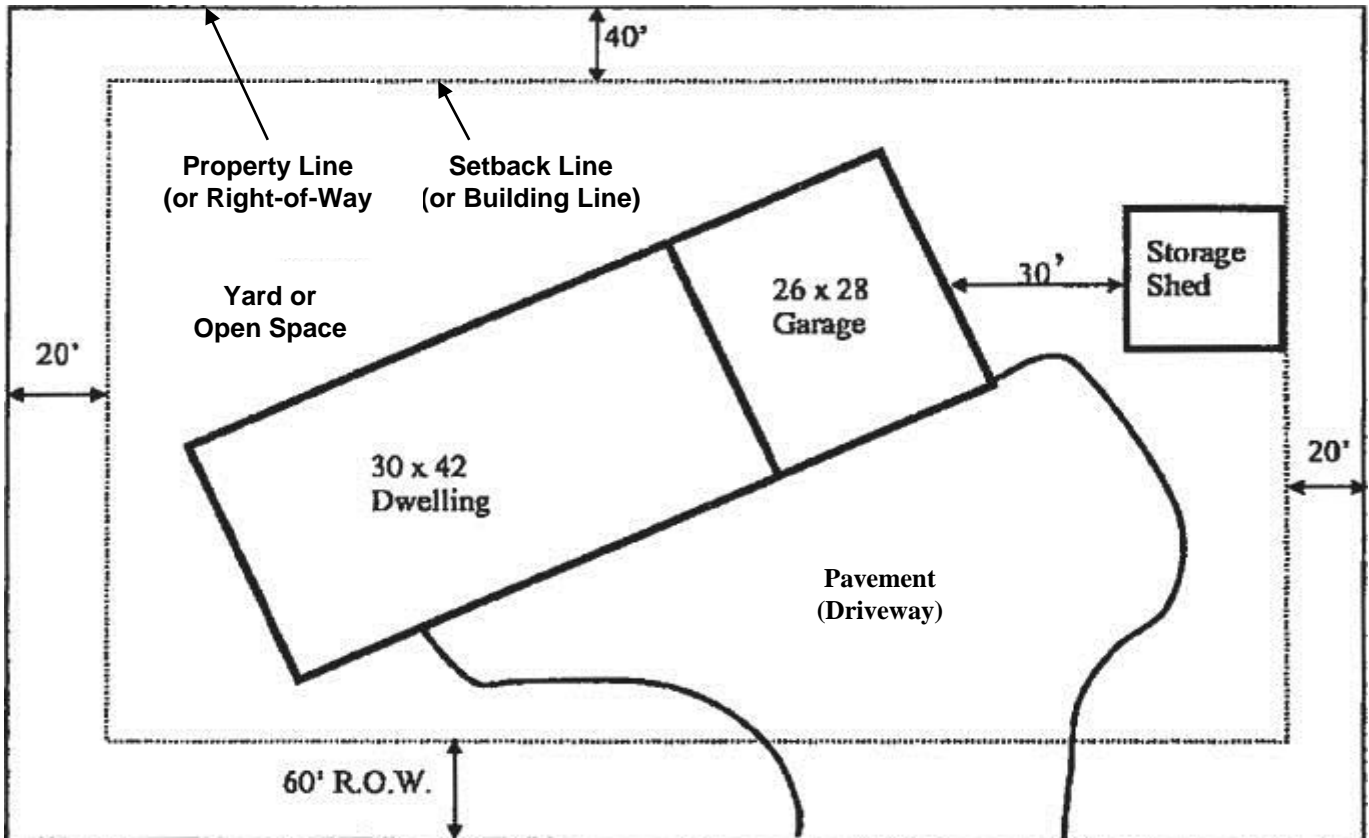 40'
Property Line
(or Right-of-Way
Setback Line
(or Building Line)
Storage
Shed
30'
26 x 28
Garage
Yard or
Open Space
20'
20'
30 x 42
Dwelling
Pavement
(Driveway)
60' R.O.W.